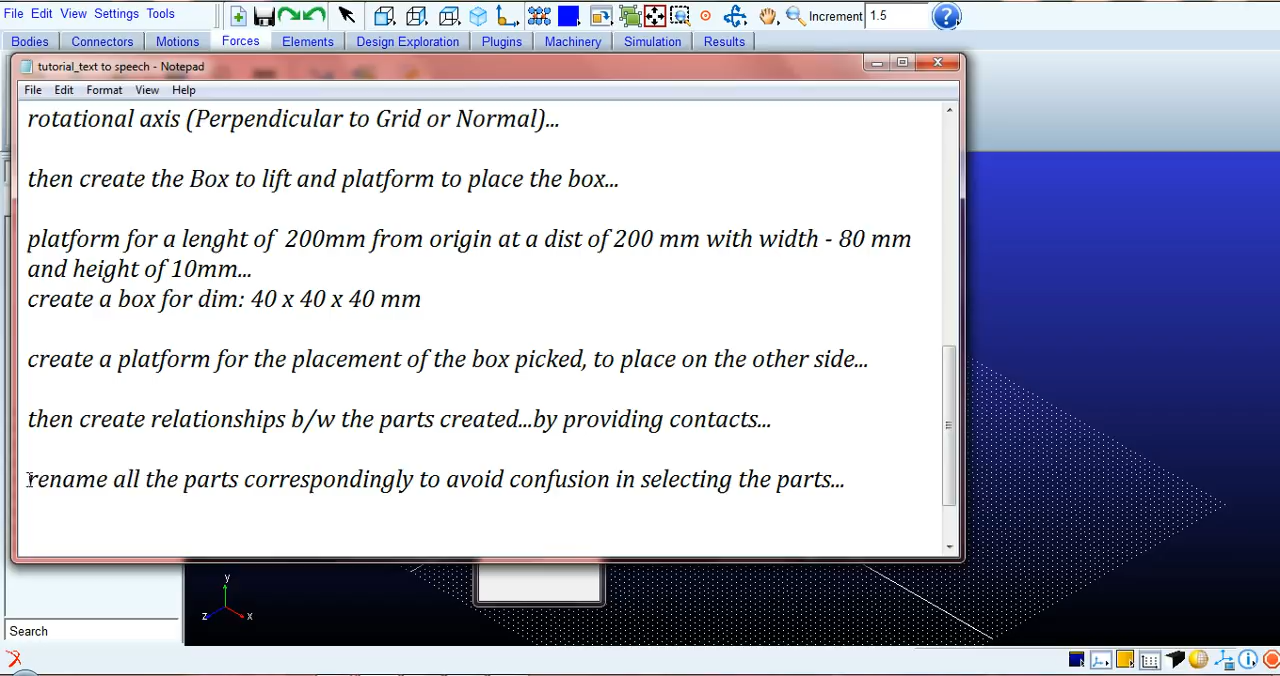 File Edit View Settings Tools
Increment 1.5
Bodies Connectors Motions Forces Elements Design Exploration Plugins Machinery Simulation Results
tutorial_text to speech - Notepad
File Edit Format View Help
rotational axis (Perpendicular to Grid or Normal)...
then create the Box to lift and platform to place the box...
platform for a lenght of 200mm from origin at a dist of 200 mm with width - 80 mm
and height of 10mm...
create a box for dim: 40 x 40 x 40 mm
create a platform for the placement of the box picked, to place on the other side...
then create relationships b/w the parts created...by providing contacts...
rename all the parts correspondingly to avoid confusion in selecting the parts...
y
z x
Search